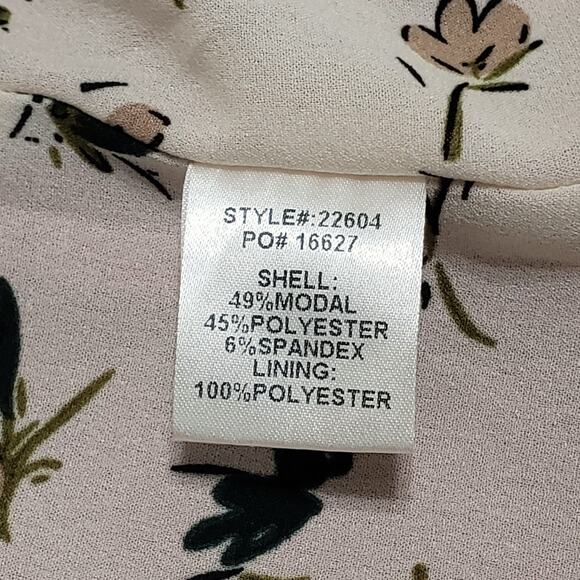 STYLE#:22604
PO# 16627
SHELL:
49%MODAL
45%POLYESTER
6%SPANDEX
LINING:
100%POLYESTER